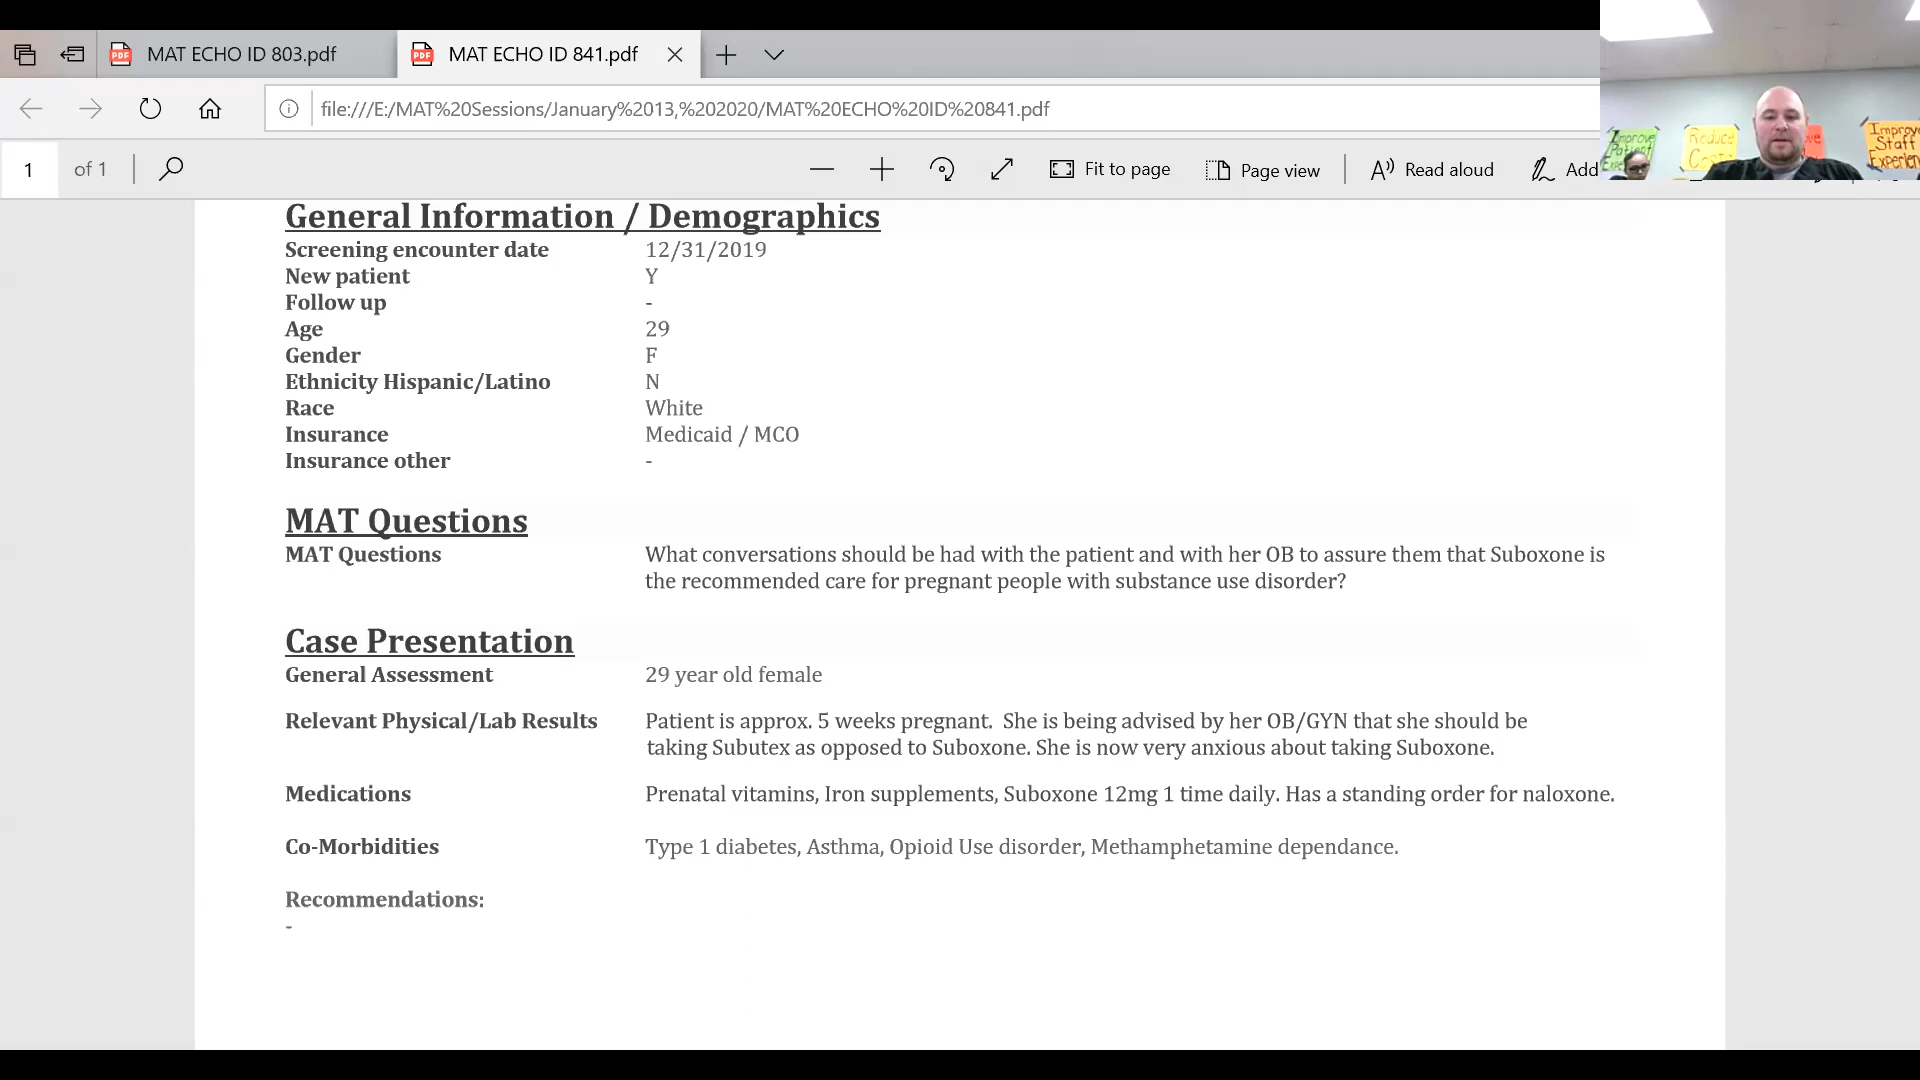 MAT ECHO ID 803.pdf
MAT ECHO ID 841.pdf
file:///E:/MAT%20Sessions/January%2013,%202020/MAT%20ECHO%20ID%20841.pdf
1 of 1
Fit to page
Page view
Read aloud
Add
Improve
Patient
Reduce
Improve
Staff
General Information / Demographics
Screening encounter date 12/31/2019
New patient Y
Follow up -
Age 29
Gender F
Ethnicity Hispanic/Latino N
Race White
Insurance Medicaid / MCO
Insurance other -
MAT Questions
MAT Questions What conversations should be had with the patient and with her OB to assure them that Suboxone is
the recommended care for pregnant people with substance use disorder?
Case Presentation
General Assessment 29 year old female
Relevant Physical/Lab Results Patient is approx. 5 weeks pregnant. She is being advised by her OB/GYN that she should be
taking Subutex as opposed to Suboxone. She is now very anxious about taking Suboxone.
Medications Prenatal vitamins, Iron supplements, Suboxone 12mg 1 time daily. Has a standing order for naloxone.
Co-Morbidities Type 1 diabetes, Asthma, Opioid Use disorder, Methamphetamine dependance.
Recommendations:
-